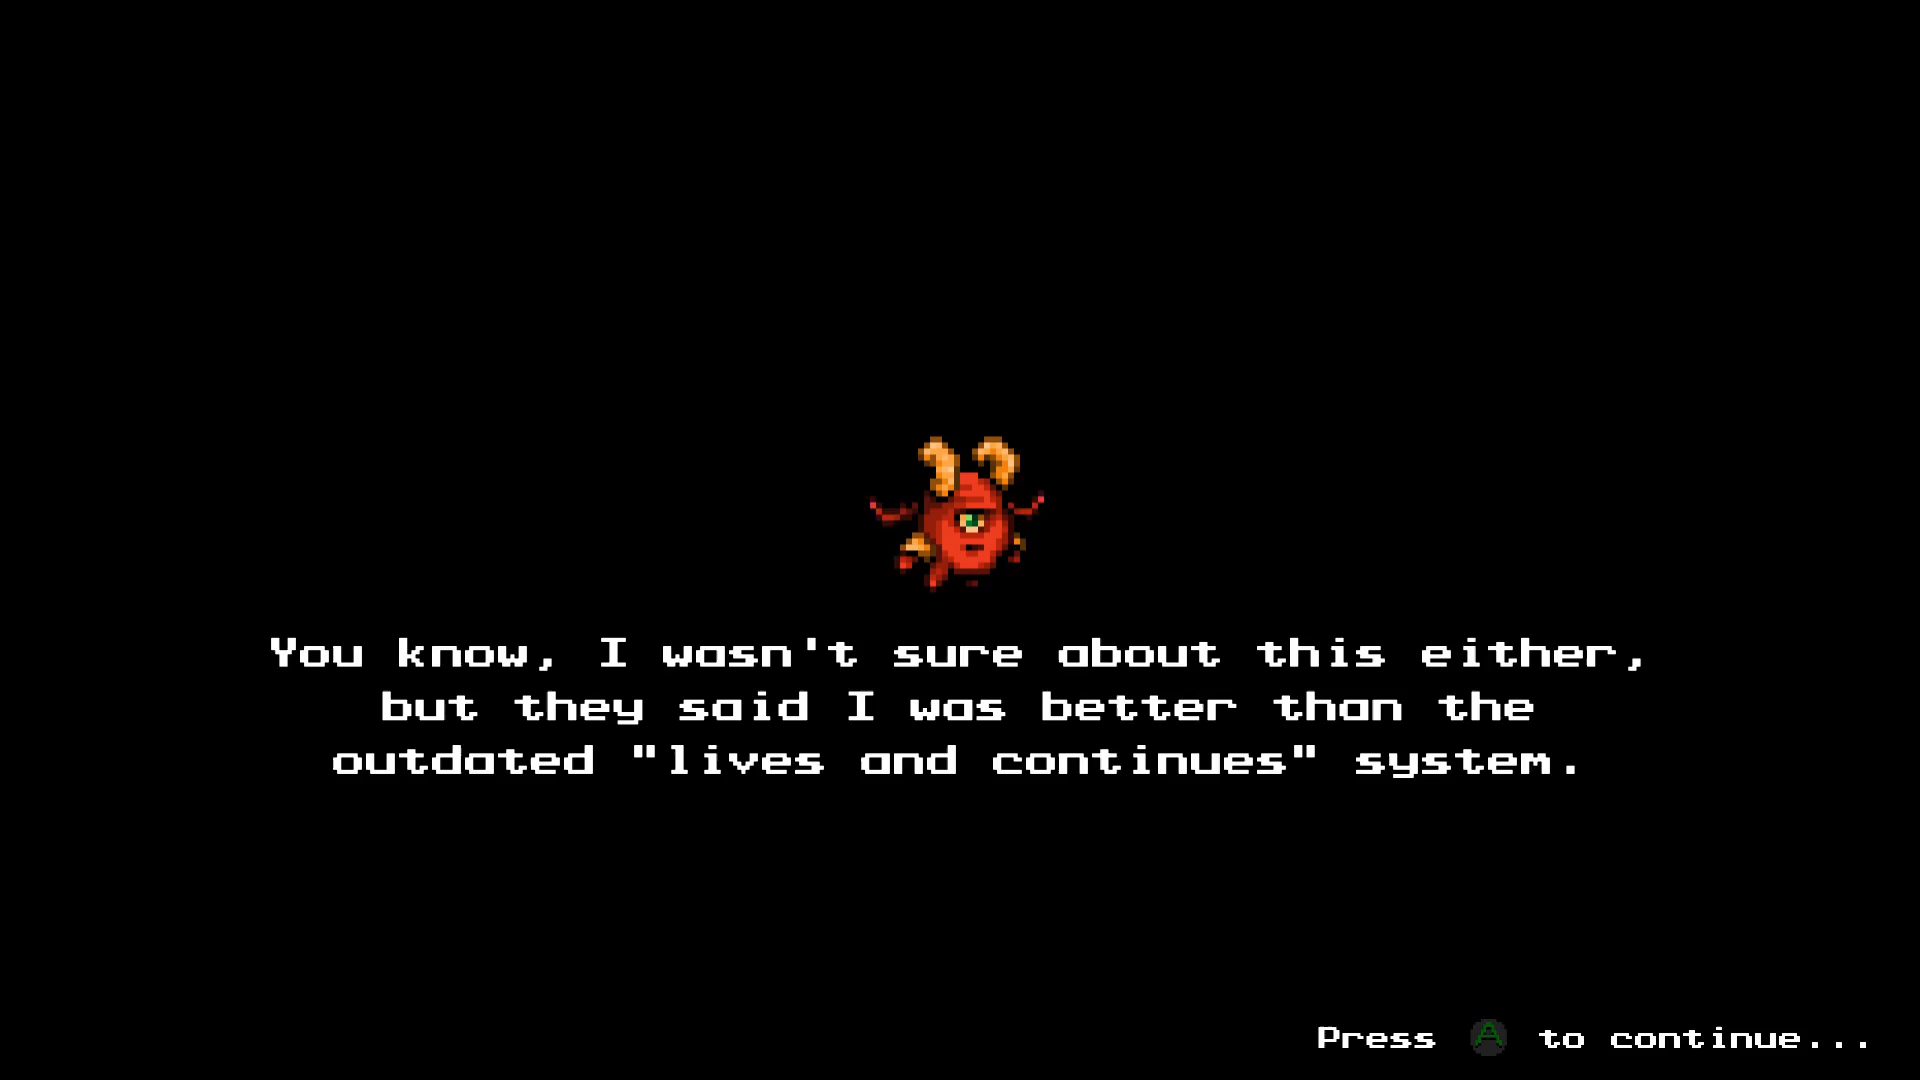 You know, I wasn't sure about this either,
but they said I was better than the
outdated "lives and continues" system.
Press A to continue...